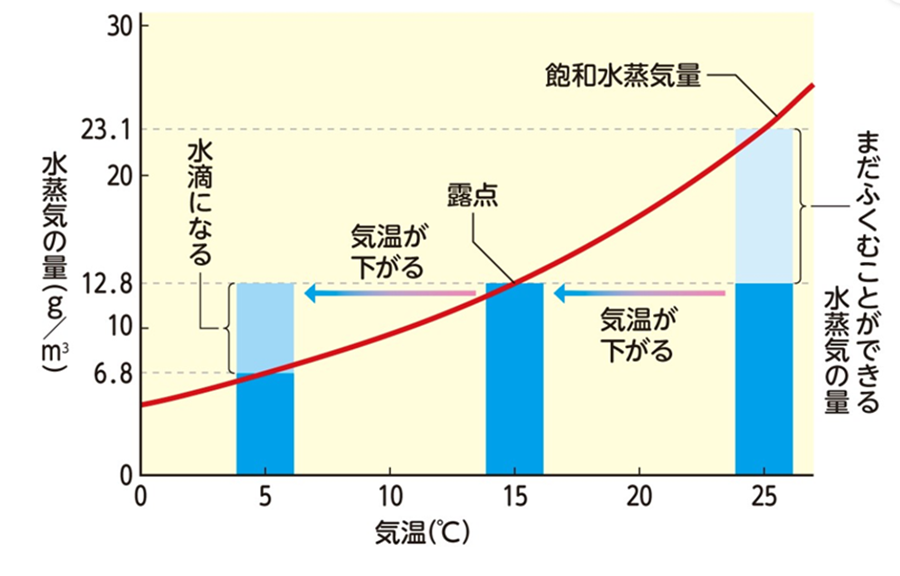 30
飽和水蒸気量
23.1
20
水滴になる
露点
気温が
下がる
12.8
気温が
下がる
10
6.8
0
まだふくむことができる
水蒸気の量
水蒸気の量(g/m³)
0 5 10 15 20 25
気温(℃)